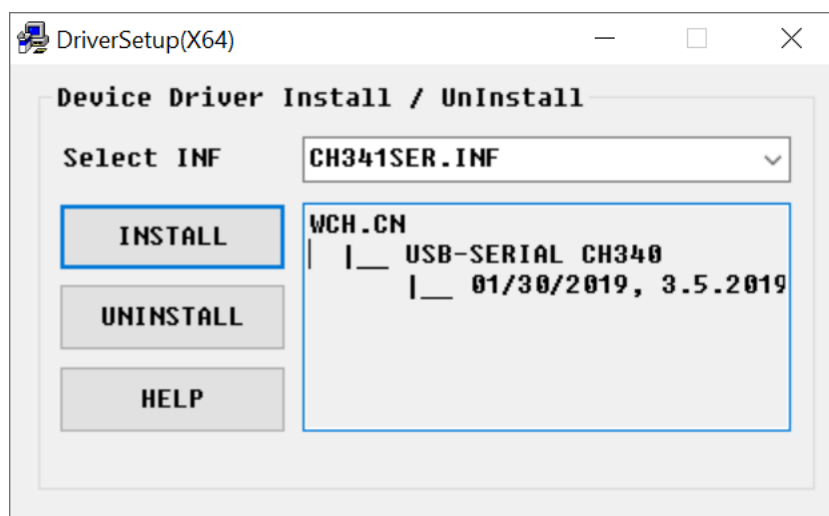 DriverSetup(X64)
Device Driver Install / UnInstall
Select INF
CH341SER.INF
INSTALL
WCH.CN
|__ USB-SERIAL CH340
|__ 01/30/2019, 3.5.2019
UNINSTALL
HELP